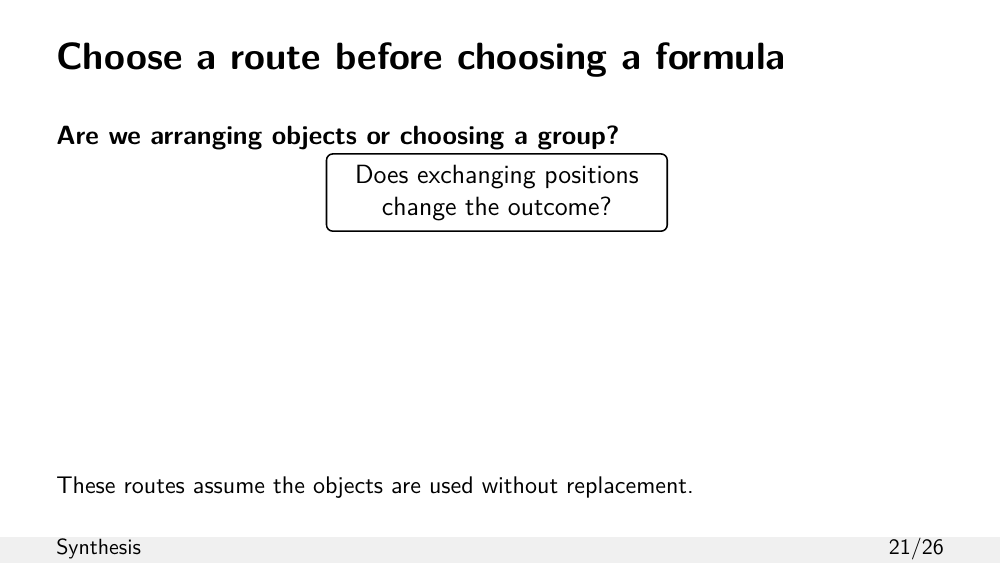 Choose a route before choosing a formula
Are we arranging objects or choosing a group?
Does exchanging positions
change the outcome?
These routes assume the objects are used without replacement.
Synthesis
21/26